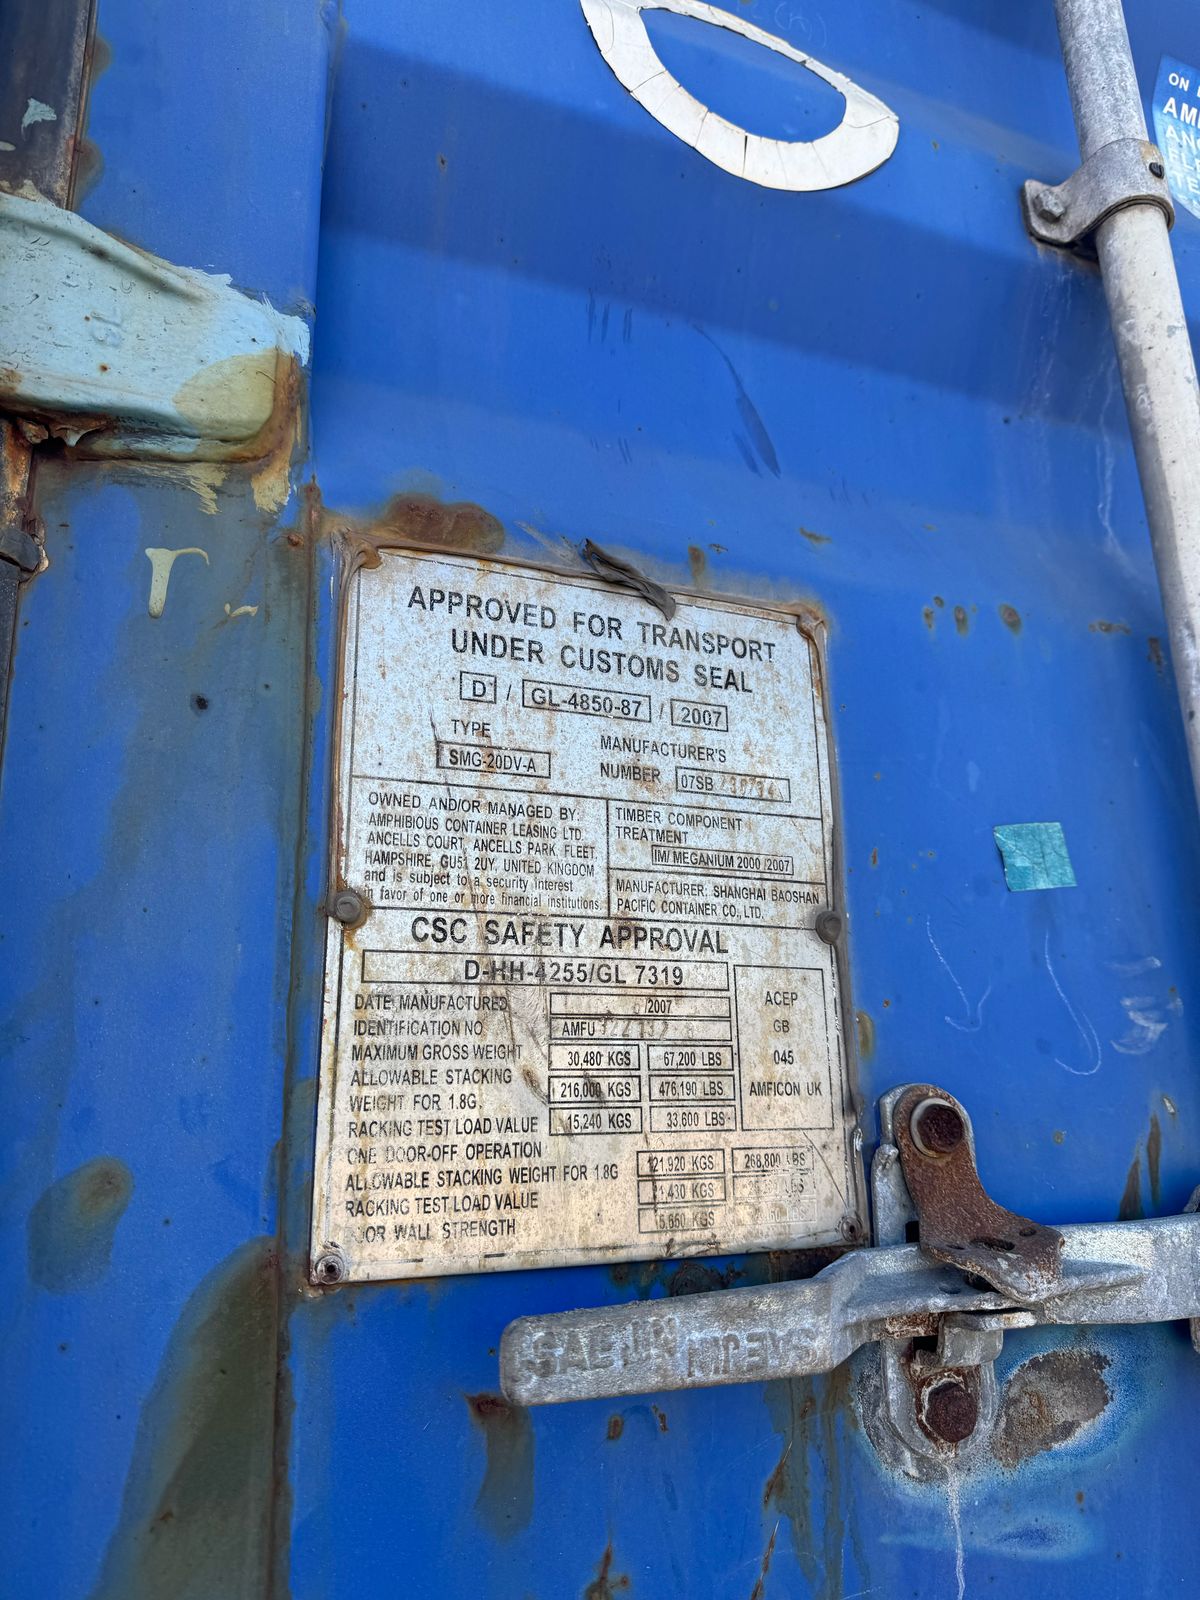 APPROVED FOR TRANSPORT
UNDER CUSTOMS SEAL
D / GL-4850-87 / 2007
TYPE
SMG-20DV-A
MANUFACTURER'S
NUMBER 07SB
OWNED AND/OR MANAGED BY:
AMPHIBIOUS CONTAINER LEASING LTD.
ANCELLS COURT, ANCELLS PARK, FLEET,
HAMPSHIRE, GU51 2UY, UNITED KINGDOM
and is subject to a security interest
in favor of one or more financial institutions.
TIMBER COMPONENT
TREATMENT
IM/ MEGANIUM 2000 /2007
MANUFACTURER: SHANGHAI BAOSHAN
PACIFIC CONTAINER CO., LTD.
CSC SAFETY APPROVAL
D-HH-4255/GL 7319
DATE MANUFACTURED /2007
IDENTIFICATION NO. AMFU
MAXIMUM GROSS WEIGHT 30,480 KGS 67,200 LBS
ALLOWABLE STACKING
WEIGHT FOR 1.8G 216,000 KGS 476,190 LBS
RACKING TEST LOAD VALUE 15,240 KGS 33,600 LBS
ACEP
GB
045
AMFICON UK
ONE DOOR-OFF OPERATION
ALLOWABLE STACKING WEIGHT FOR 1.8G 121,920 KGS 268,800 LBS
RACKING TEST LOAD VALUE KGS LBS
WALL STRENGTH KGS
ON